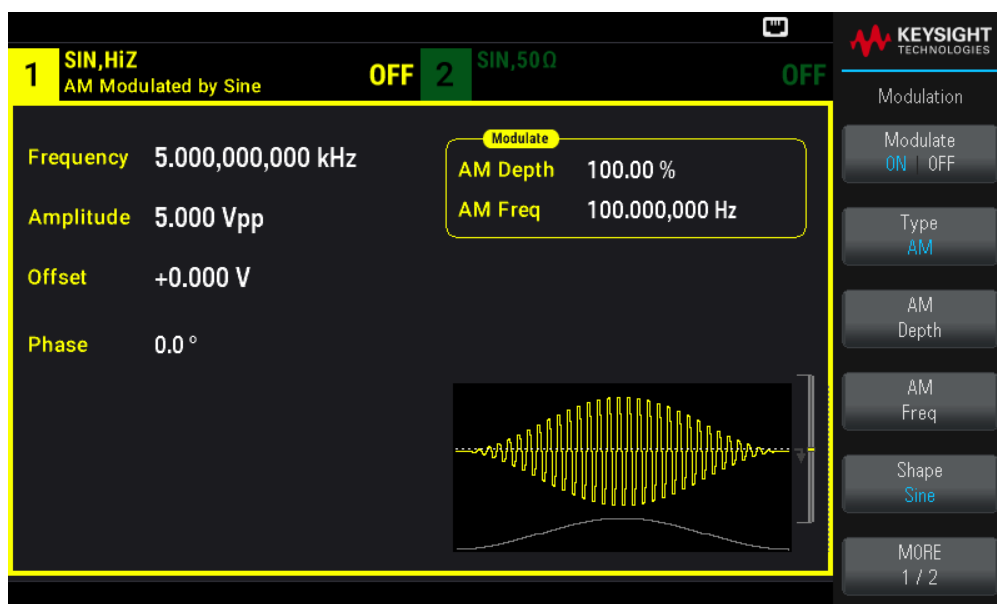 KEYSIGHT
TECHNOLOGIES
1
SIN,HiZ
AM Modulated by Sine
OFF
2
SIN,50Ω
OFF
Frequency 5.000,000,000 kHz
Amplitude 5.000 Vpp
Offset +0.000 V
Phase 0.0 °
Modulate
AM Depth 100.00 %
AM Freq 100.000,000 Hz
Modulation
Modulate
ON | OFF
Type
AM
AM
Depth
AM
Freq
Shape
Sine
MORE
1 / 2